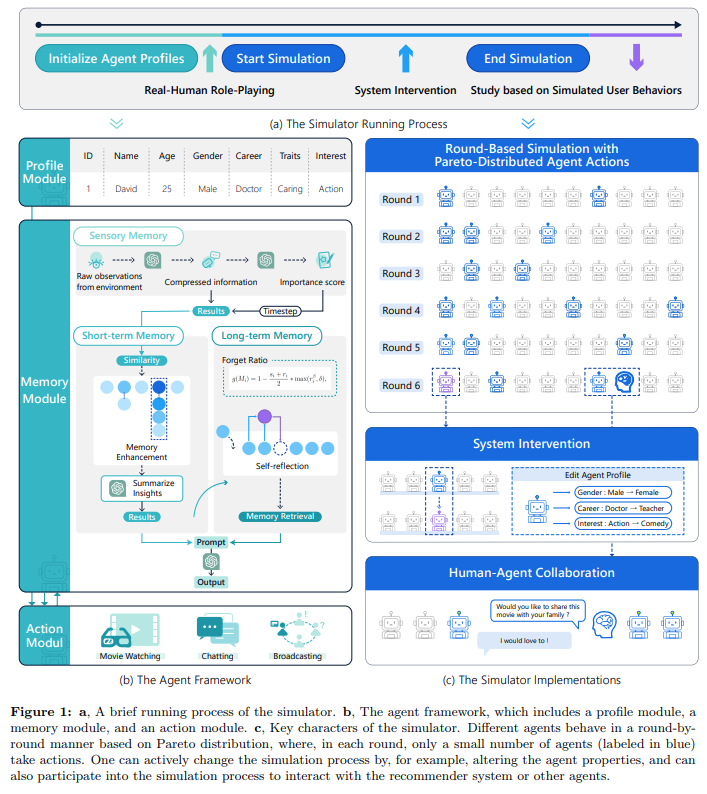 Initialize Agent Profiles
Start Simulation
End Simulation
Real-Human Role-Playing
System Intervention
Study based on Simulated User Behaviors
(a) The Simulator Running Process
Profile
Module
ID Name Age Gender Career Traits Interest
1 David 25 Male Doctor Caring Action
Memory
Module
Sensory Memory
Raw observations
from environment
Compressed information
Importance score
Results
Timestep
Short-term Memory
Similarity
Memory
Enhancement
Summarize
Insights
Results
Long-term Memory
Forget Ratio
Self-reflection
Memory Retrieval
Prompt
Output
Action
Modul
Movie Watching
Chatting
Broadcasting
(b) The Agent Framework
Round-Based Simulation with
Pareto-Distributed Agent Actions
Round 1
Round 2
Round 3
Round 4
Round 5
Round 6
System Intervention
Edit Agent Profile
Gender : Male → Female
Career : Doctor → Teacher
Interest : Action → Comedy
Human-Agent Collaboration
Would you like to share this
movie with your family ?
I would love to !
(c) The Simulator Implementations
Figure 1: a, A brief running process of the simulator. b, The agent framework, which includes a profile module, a
memory module, and an action module. c, Key characters of the simulator. Different agents behave in a round-by-
round manner based on Pareto distribution, where, in each round, only a small number of agents (labeled in blue)
take actions. One can actively change the simulation process by, for example, altering the agent properties, and can
also participate into the simulation process to interact with the recommender system or other agents.